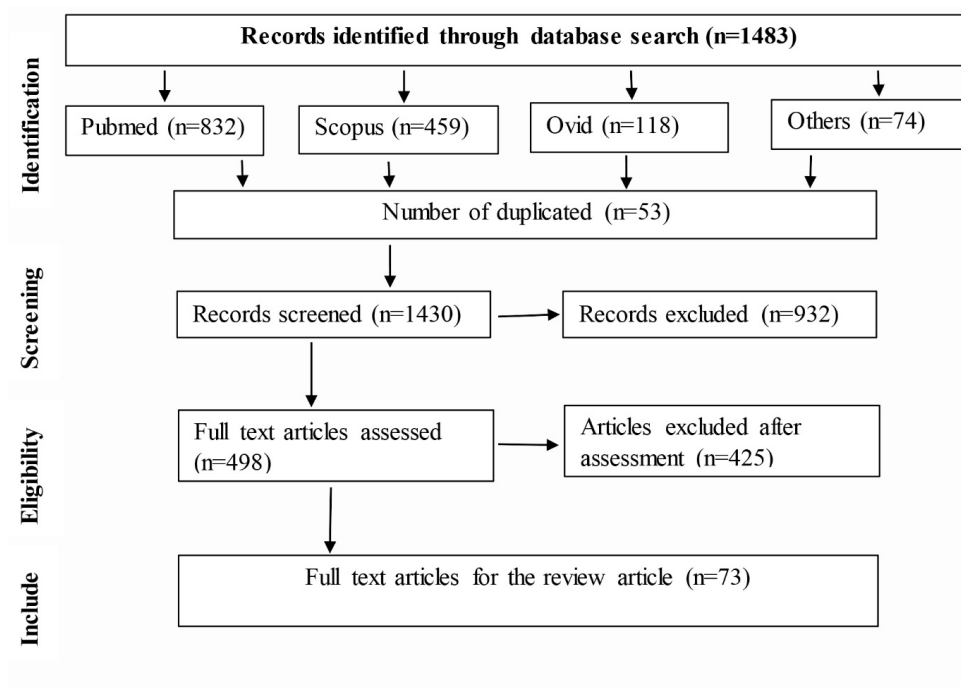 Records identified through database search (n=1483)
Pubmed (n=832)
Scopus (n=459)
Ovid (n=118)
Others (n=74)
Identification
Number of duplicated (n=53)
Screening
Records screened (n=1430)
Records excluded (n=932)
Eligibility
Full text articles assessed
(n=498)
Articles excluded after
assessment (n=425)
Include
Full text articles for the review article (n=73)